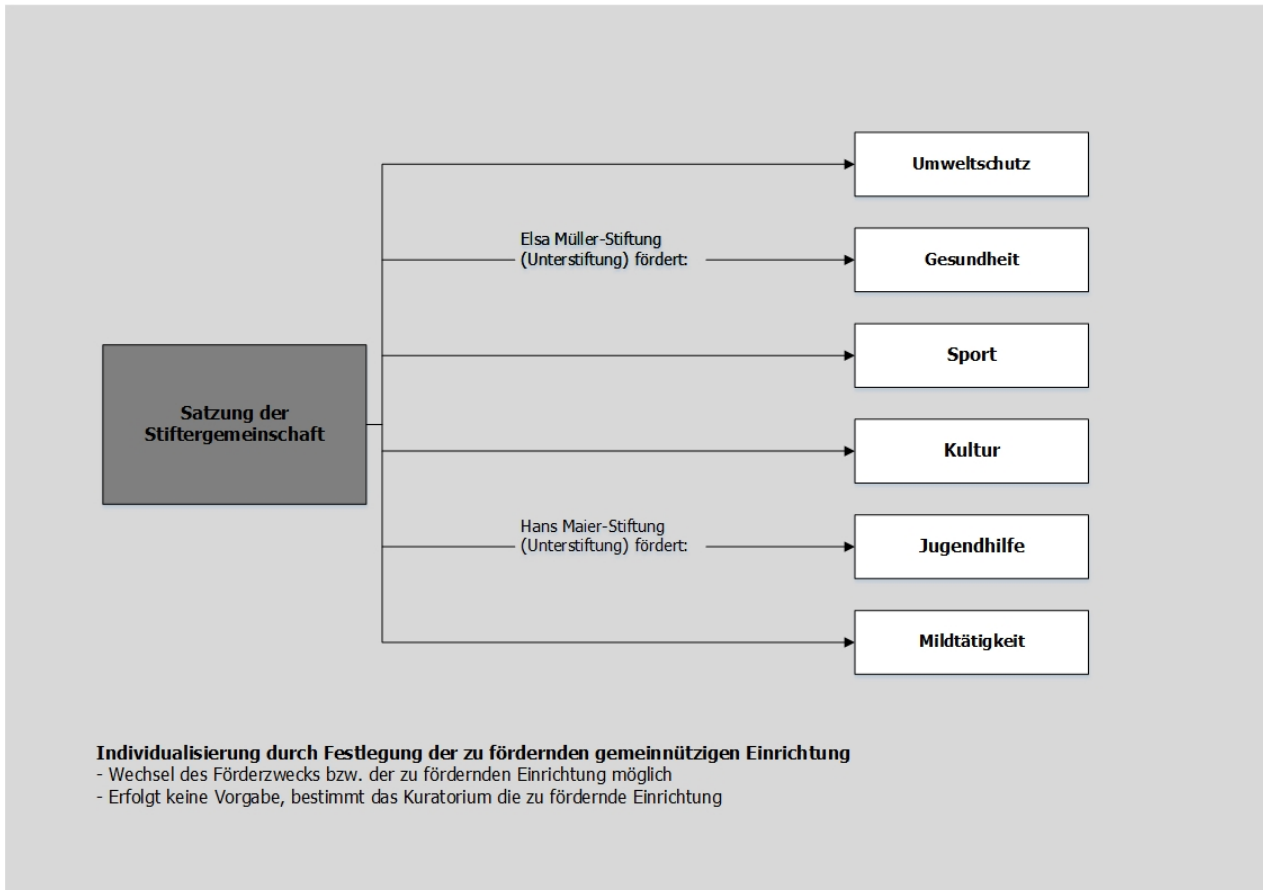 Umweltschutz
Elsa Müller-Stiftung
(Unterstiftung) fördert:
Gesundheit
Sport
Satzung der
Stiftergemeinschaft
Kultur
Hans Maier-Stiftung
(Unterstiftung) fördert:
Jugendhilfe
Mildtätigkeit
Individualisierung durch Festlegung der zu fördernden gemeinnützigen Einrichtung
- Wechsel des Förderzwecks bzw. der zu fördernden Einrichtung möglich
- Erfolgt keine Vorgabe, bestimmt das Kuratorium die zu fördernde Einrichtung